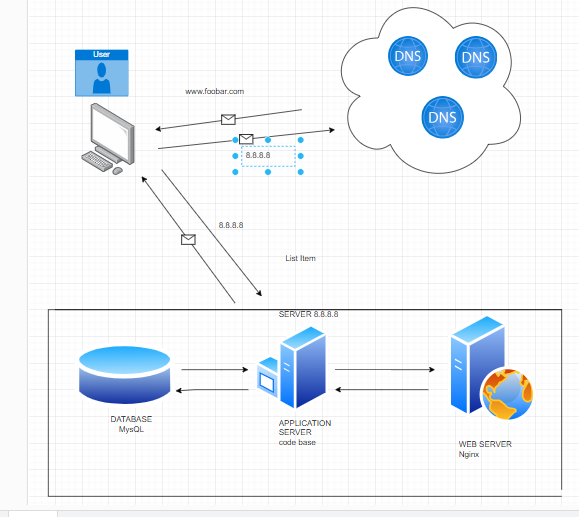 User
DNS
DNS
DNS
www.foobar.com
8.8.8.8
8.8.8.8
List Item
SERVER 8.8.8.8
DATABASE
MysQL
APPLICATION
SERVER
code base
WEB SERVER
Nginx